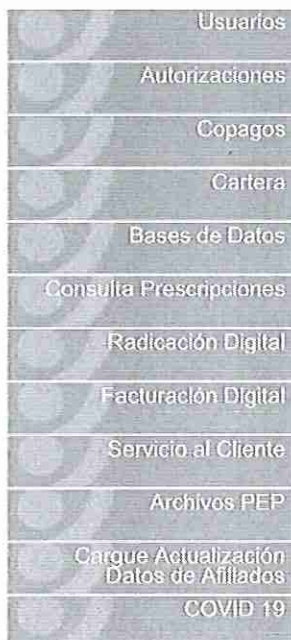 Usuarios
Autorizaciones
Copagos
Cartera
Bases de Datos
Consulta Prescripciones
Radicación Digital
Facturación Digital
Servicio al Cliente
Archivos PEP
Cargue Actualización
Datos de Afiliados
COVID 19